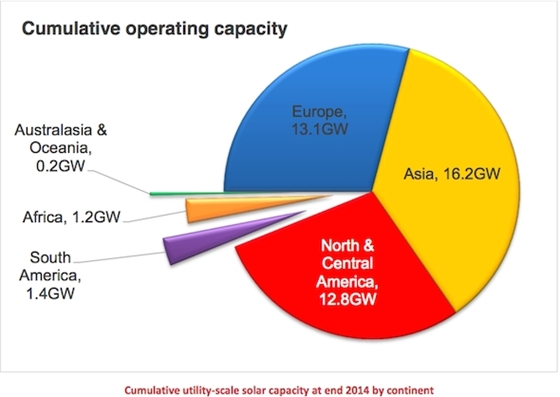 Cumulative operating capacity
Europe,
13.1GW
Asia, 16.2GW
North &
Central
America,
12.8GW
Australasia &
Oceania,
0.2GW
Africa, 1.2GW
South
America,
1.4GW
Cumulative utility-scale solar capacity at end 2014 by continent